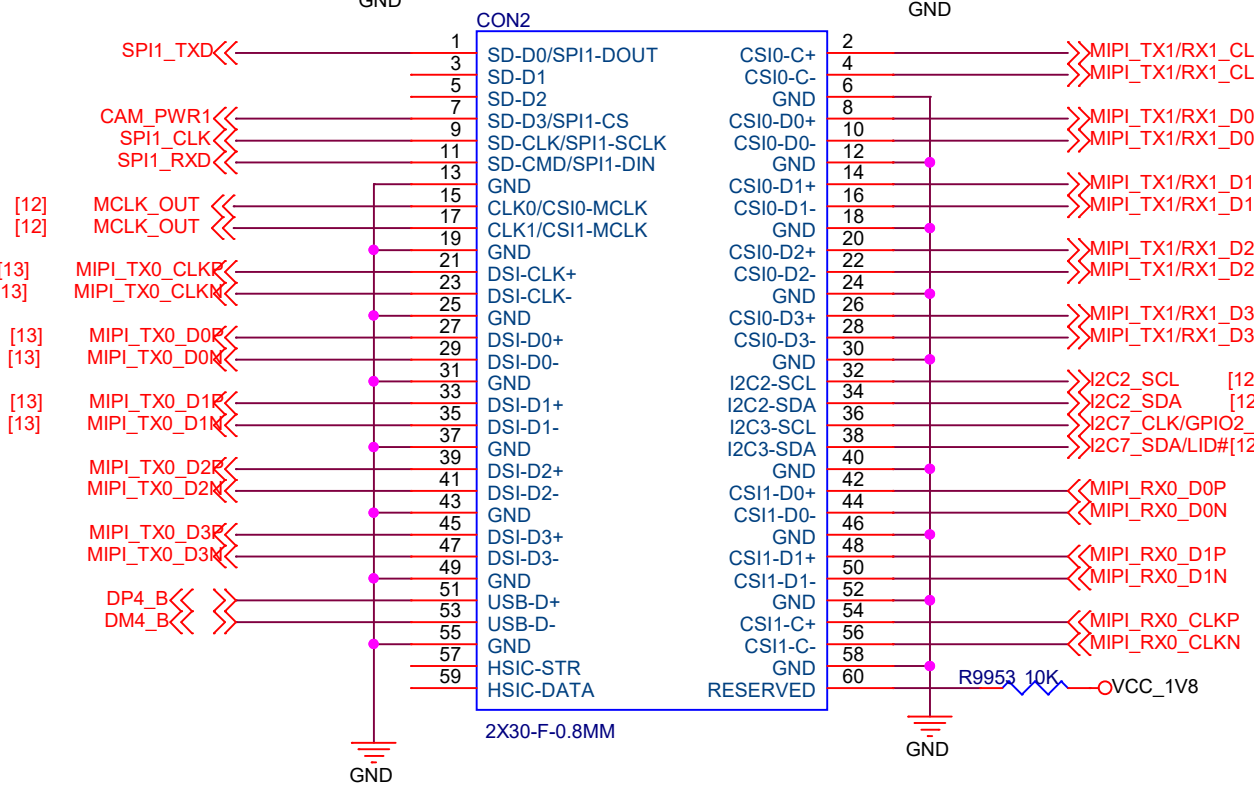 GND GND
CON2
SPI1_TXD 1 SD-D0/SPI1-DOUT CSI0-C+ 2 MIPI_TX1/RX1_CL
3 SD-D1 CSI0-C- 4 MIPI_TX1/RX1_CL
5 SD-D2 GND 6
CAM_PWR1 7 SD-D3/SPI1-CS CSI0-D0+ 8 MIPI_TX1/RX1_D0
SPI1_CLK 9 SD-CLK/SPI1-SCLK CSI0-D0- 10 MIPI_TX1/RX1_D0
SPI1_RXD 11 SD-CMD/SPI1-DIN GND 12
13 GND CSI0-D1+ 14 MIPI_TX1/RX1_D1
[12] MCLK_OUT 15 CLK0/CSI0-MCLK CSI0-D1- 16 MIPI_TX1/RX1_D1
[12] MCLK_OUT 17 CLK1/CSI1-MCLK GND 18
19 GND CSI0-D2+ 20 MIPI_TX1/RX1_D2
[13] MIPI_TX0_CLKP 21 DSI-CLK+ CSI0-D2- 22 MIPI_TX1/RX1_D2
13] MIPI_TX0_CLKN 23 DSI-CLK- GND 24
25 GND CSI0-D3+ 26 MIPI_TX1/RX1_D3
[13] MIPI_TX0_D0P 27 DSI-D0+ CSI0-D3- 28 MIPI_TX1/RX1_D3
[13] MIPI_TX0_D0N 29 DSI-D0- GND 30
31 GND I2C2-SCL 32 I2C2_SCL [12
[13] MIPI_TX0_D1P 33 DSI-D1+ I2C2-SDA 34 I2C2_SDA [12
[13] MIPI_TX0_D1N 35 DSI-D1- I2C3-SCL 36 I2C7_CLK/GPIO2_
37 GND I2C3-SDA 38 I2C7_SDA/LID#[12
MIPI_TX0_D2P 39 DSI-D2+ GND 40
MIPI_TX0_D2N 41 DSI-D2- CSI1-D0+ 42 MIPI_RX0_D0P
43 GND CSI1-D0- 44 MIPI_RX0_D0N
MIPI_TX0_D3P 45 DSI-D3+ GND 46
MIPI_TX0_D3N 47 DSI-D3- CSI1-D1+ 48 MIPI_RX0_D1P
49 GND CSI1-D1- 50 MIPI_RX0_D1N
DP4_B 51 USB-D+ GND 52
DM4_B 53 USB-D- CSI1-C+ 54 MIPI_RX0_CLKP
55 GND CSI1-C- 56 MIPI_RX0_CLKN
57 HSIC-STR GND 58
59 HSIC-DATA RESERVED 60 R9953 10K VCC_1V8
2X30-F-0.8MM
GND
GND